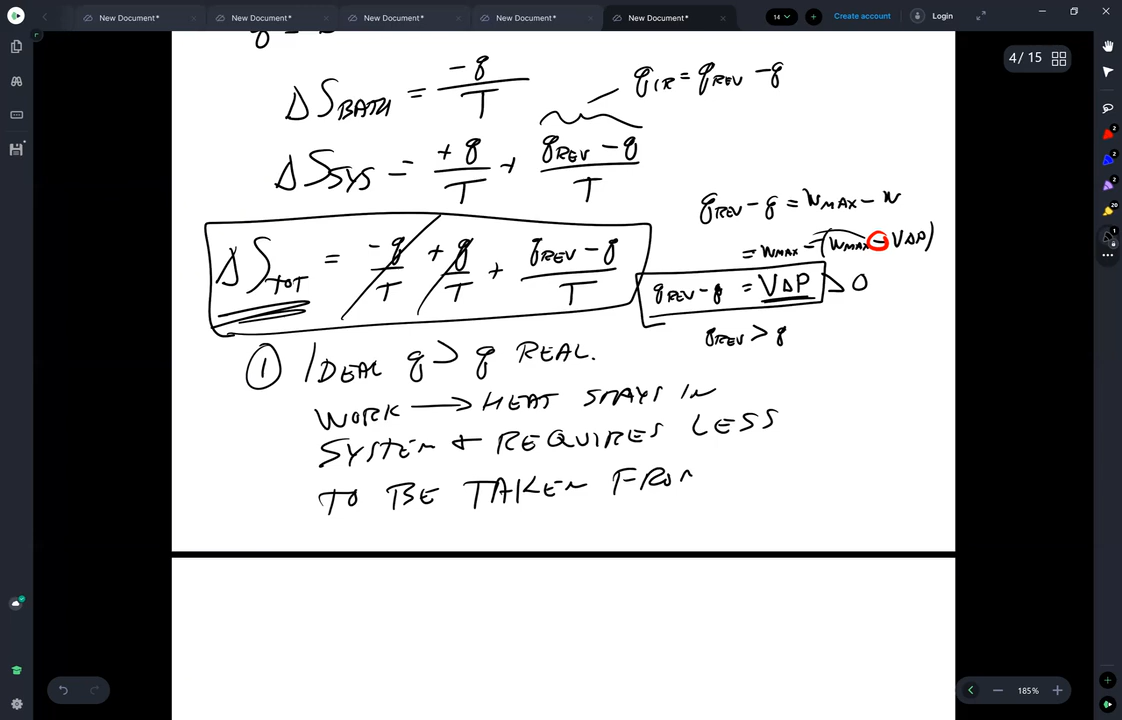 New Document*
New Document*
New Document*
New Document*
New Document*
14
Create account
Login
4 / 15
ΔS_BATH = -q/T
q_IR = q_REV - q
ΔS_SYS = +q/T + (q_REV - q)/T
q_REV - q = W_MAX - W
= W_MAX - (W_MAX - VΔP)
ΔS_TOT = -q/T + q/T + (q_REV - q)/T
q_REV - q = VΔP > 0
q_REV > q
① IDEAL q > q REAL.
WORK → HEAT STAYS IN
SYSTEM + REQUIRES LESS
TO BE TAKEN FROM
185%